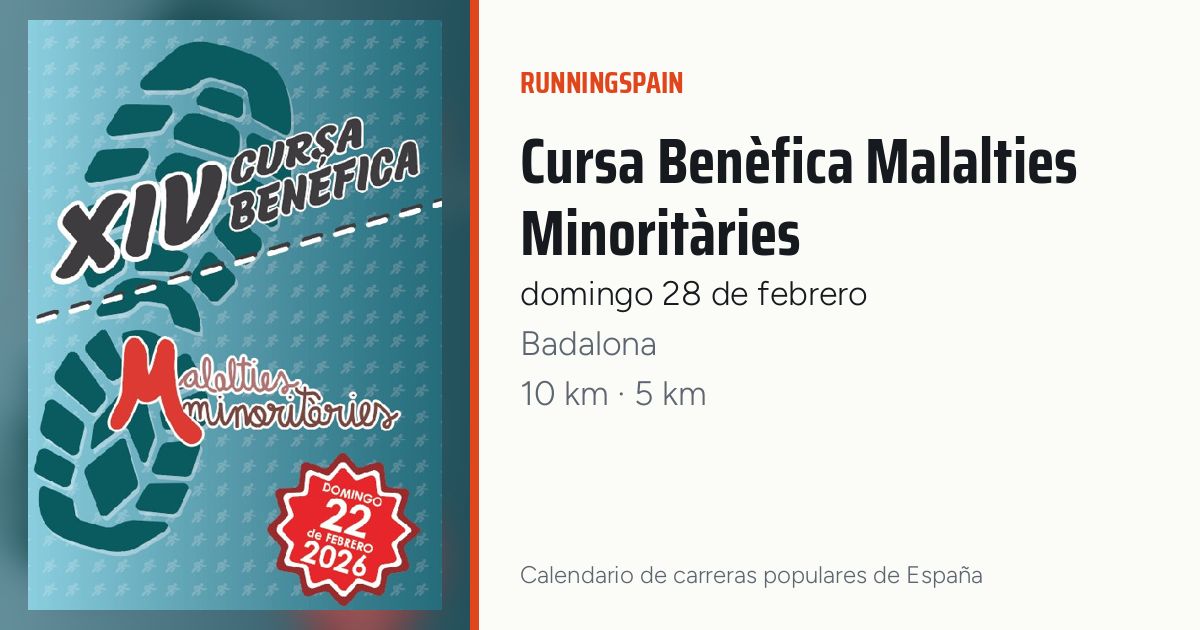 XIV CURSA
BENÉFICA
Malalties
minoritàries
DOMINGO
22
de FEBRERO
2026
RUNNINGSPAIN
Cursa Benèfica Malalties
Minoritàries
domingo 28 de febrero
Badalona
10 km · 5 km
Calendario de carreras populares de España